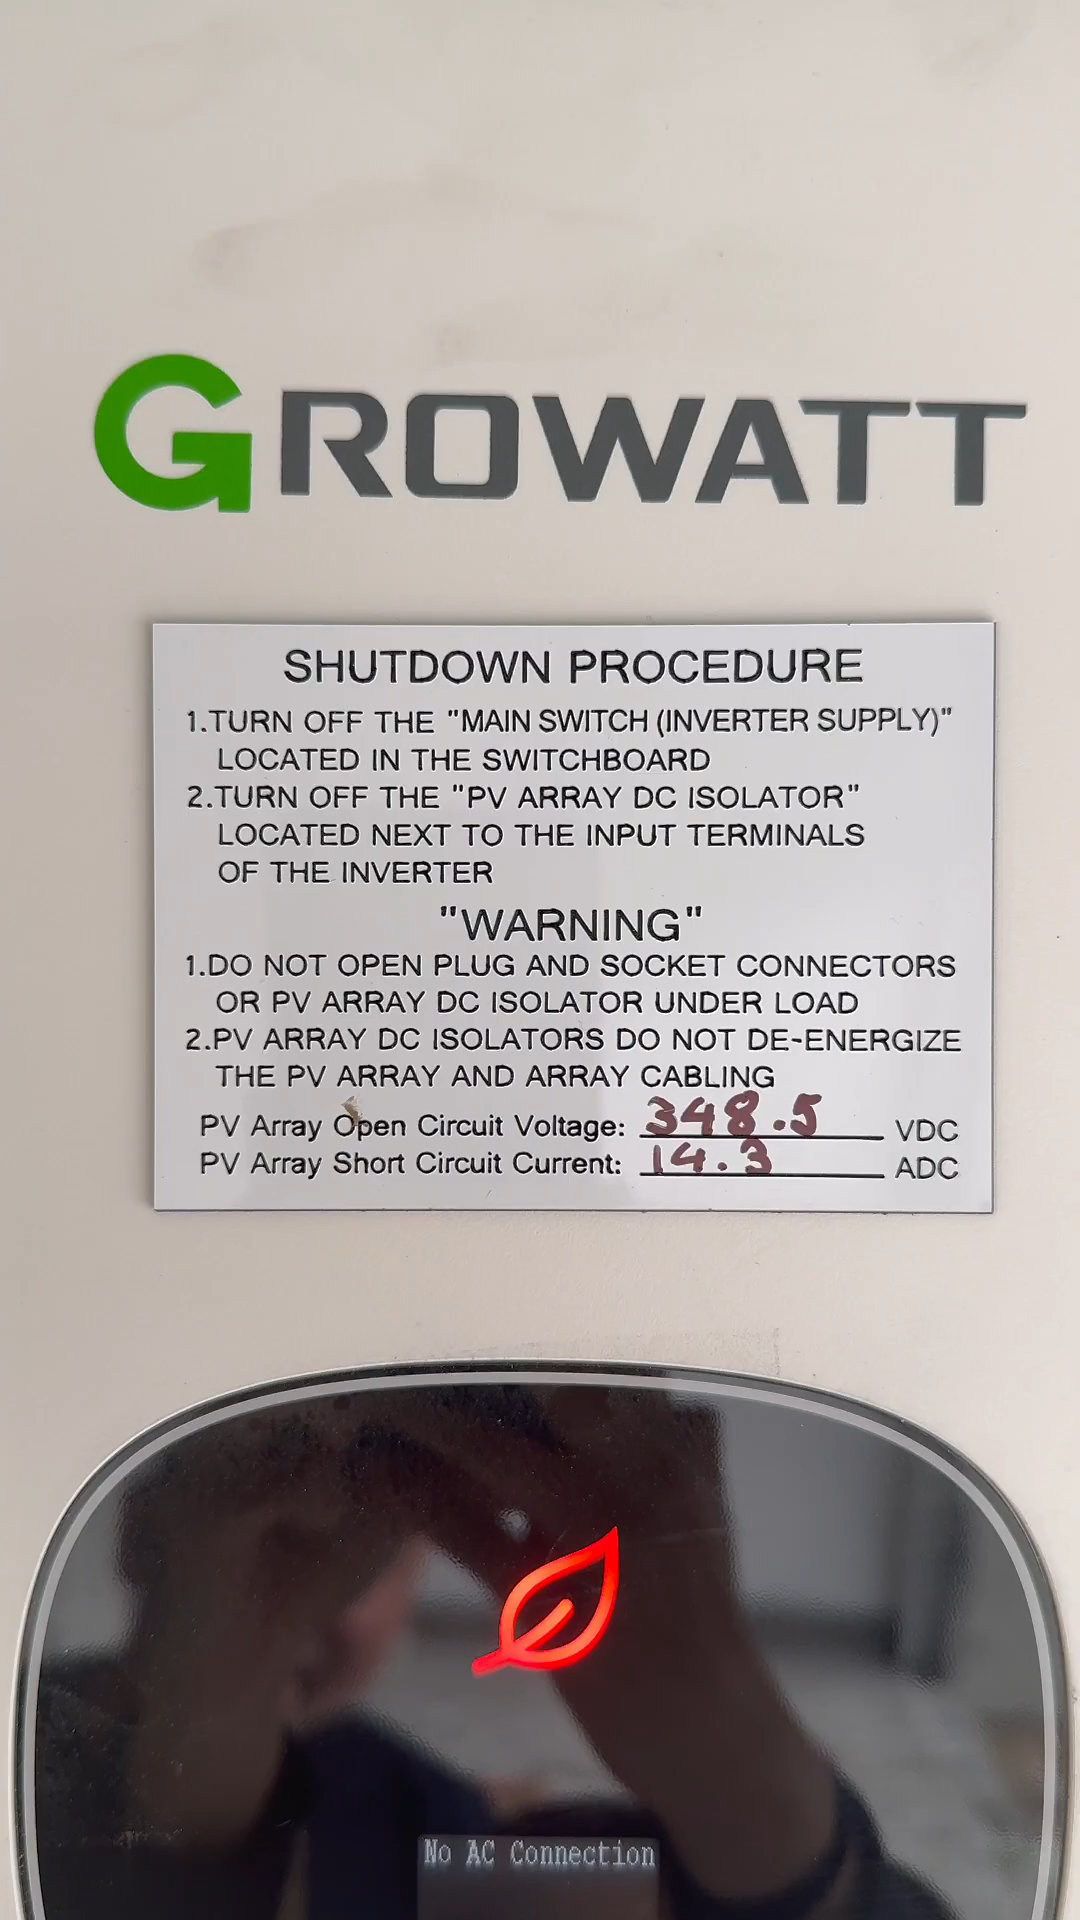 GROWATT
SHUTDOWN PROCEDURE
1.TURN OFF THE "MAIN SWITCH (INVERTER SUPPLY)"
LOCATED IN THE SWITCHBOARD
2.TURN OFF THE "PV ARRAY DC ISOLATOR"
LOCATED NEXT TO THE INPUT TERMINALS
OF THE INVERTER
"WARNING"
1.DO NOT OPEN PLUG AND SOCKET CONNECTORS
OR PV ARRAY DC ISOLATOR UNDER LOAD
2.PV ARRAY DC ISOLATORS DO NOT DE-ENERGIZE
THE PV ARRAY AND ARRAY CABLING
PV Array Open Circuit Voltage: 348.5 VDC
PV Array Short Circuit Current: 14.3 ADC
No AC Connection